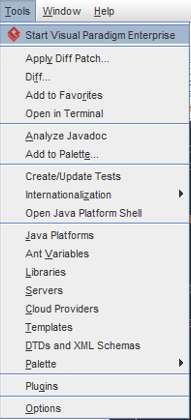 Tools Window Help
Start Visual Paradigm Enterprise
Apply Diff Patch...
Diff...
Add to Favorites
Open in Terminal
Analyze Javadoc
Add to Palette...
Create/Update Tests
Internationalization
Open Java Platform Shell
Java Platforms
Ant Variables
Libraries
Servers
Cloud Providers
Templates
DTDs and XML Schemas
Palette
Plugins
Options